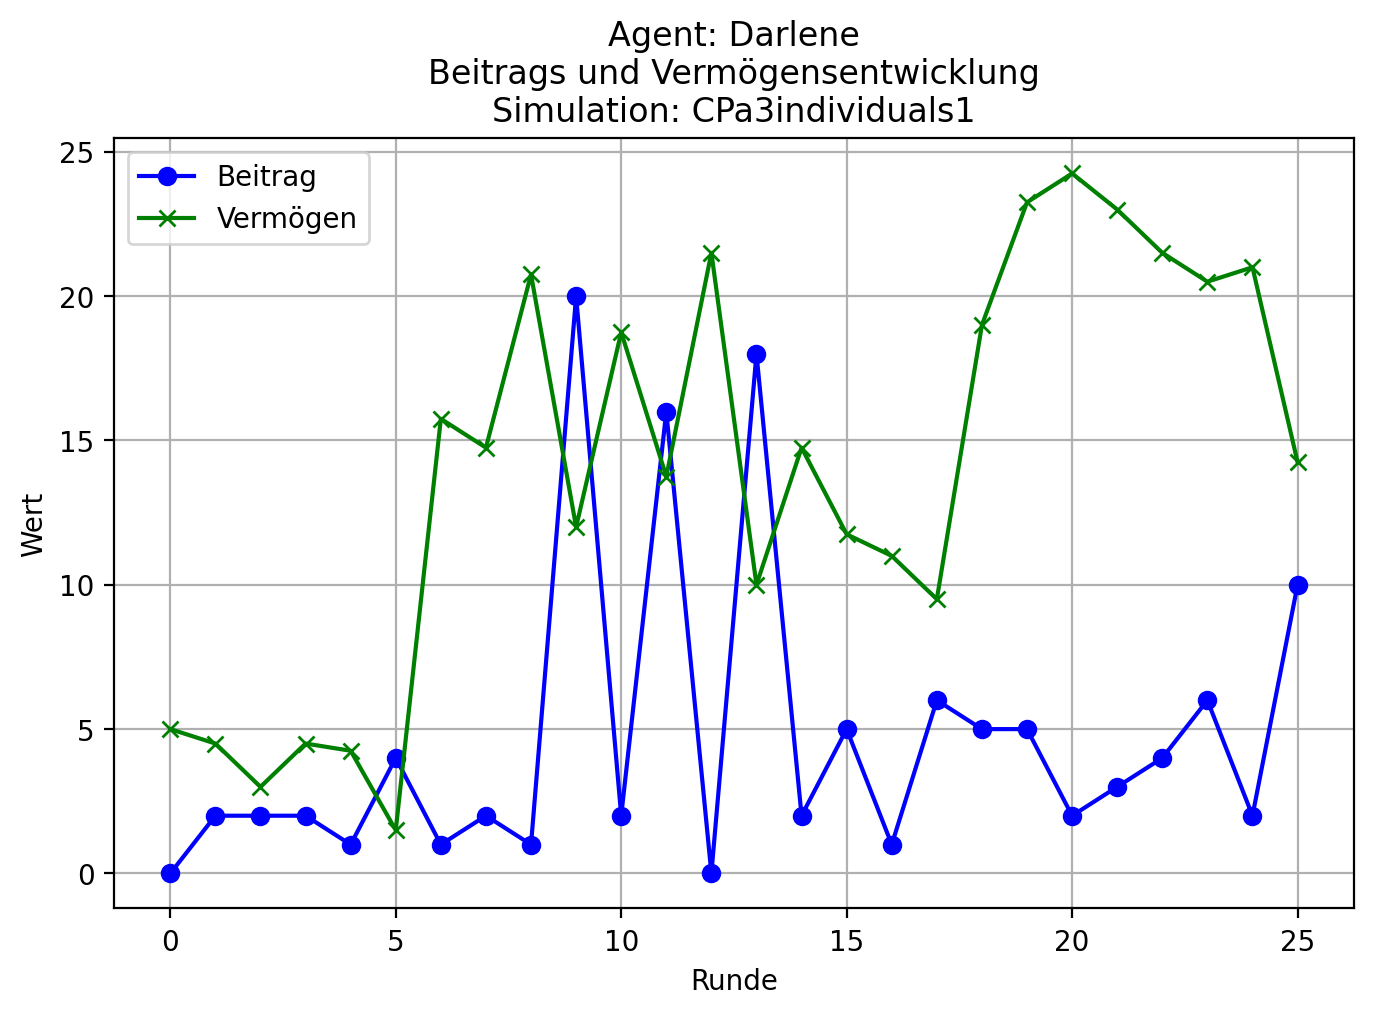 Agent: Darlene
Beitrags und Vermögensentwicklung
Simulation: CPa3individuals1
Beitrag
Vermögen
25
20
15
10
5
0
Wert
0 5 10 15 20 25
Runde